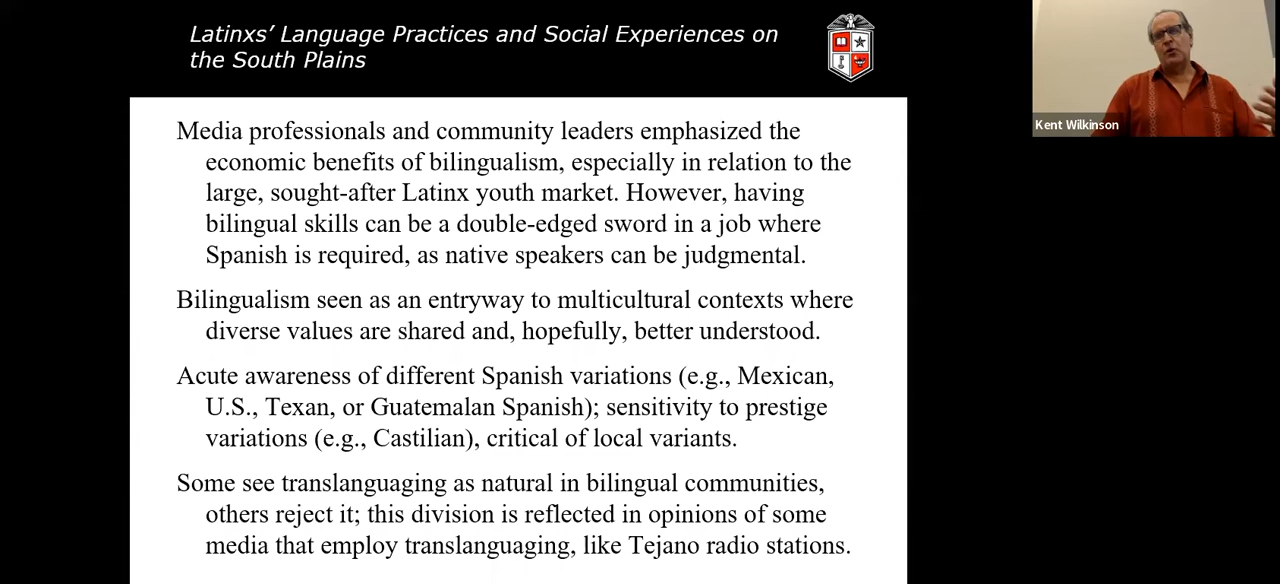 Latinxs’ Language Practices and Social Experiences on
the South Plains
Kent Wilkinson
Media professionals and community leaders emphasized the
economic benefits of bilingualism, especially in relation to the
large, sought-after Latinx youth market. However, having
bilingual skills can be a double-edged sword in a job where
Spanish is required, as native speakers can be judgmental.
Bilingualism seen as an entryway to multicultural contexts where
diverse values are shared and, hopefully, better understood.
Acute awareness of different Spanish variations (e.g., Mexican,
U.S., Texan, or Guatemalan Spanish); sensitivity to prestige
variations (e.g., Castilian), critical of local variants.
Some see translanguaging as natural in bilingual communities,
others reject it; this division is reflected in opinions of some
media that employ translanguaging, like Tejano radio stations.